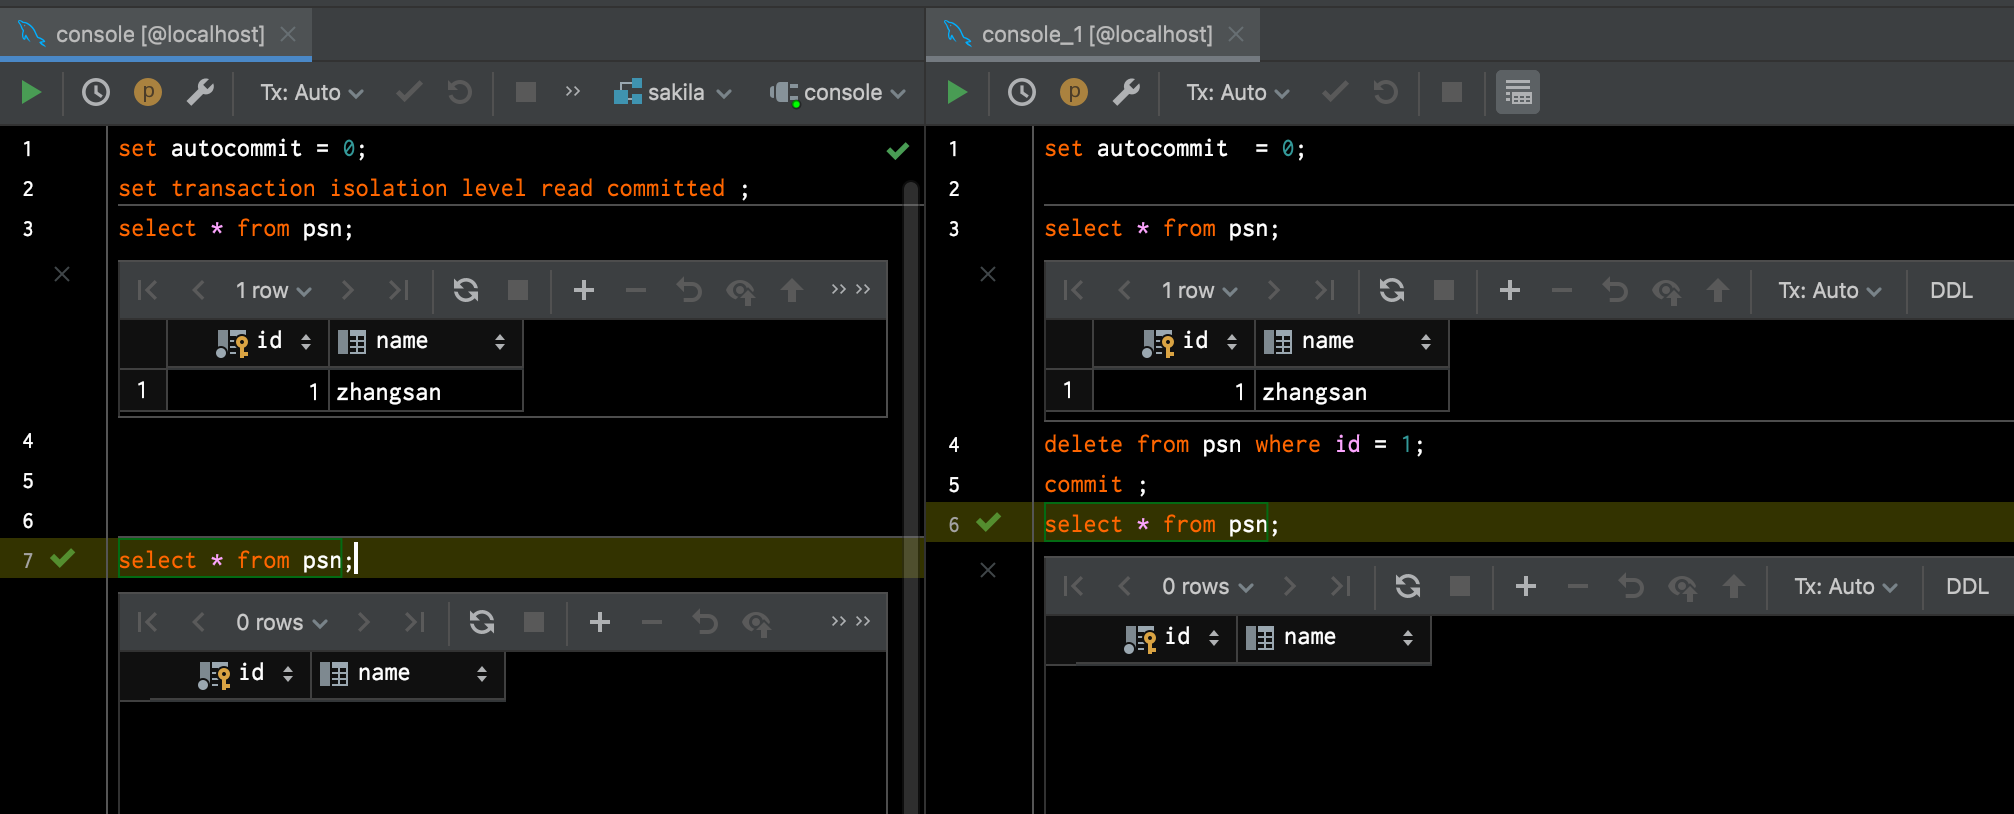 console [@localhost]
Tx: Auto
sakila
console
1 set autocommit = 0;
2 set transaction isolation level read committed ;
3 select * from psn;
1 row
id name
1 1 zhangsan
4
5
6
7 select * from psn;
0 rows
id name
console_1 [@localhost]
Tx: Auto
1 set autocommit  = 0;
2
3 select * from psn;
1 row Tx: Auto DDL
id name
1 1 zhangsan
4 delete from psn where id = 1;
5 commit ;
6 select * from psn;
0 rows Tx: Auto DDL
id name